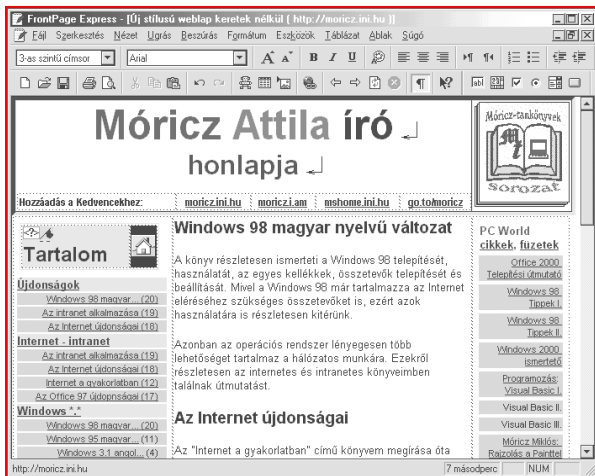 FrontPage Express - [Új stílusú weblap keretek nélkül ( http://moricz.ini.hu )]
Fájl Szerkesztés Nézet Ugrás Beszúrás Formátum Eszközök Táblázat Ablak Súgó
3-as szintű címsor Arial
Móricz Attila író
honlapja
Móricz-tankönyvek
SOROZAT
Hozzáadás a Kedvencekhez: moricz.ini.hu moricz.i.am mshome.ini.hu go.to/moricz
Tartalom
Újdonságok
Windows 98 magyar... (20)
Az intranet alkalmazása (19)
Az Internet újdonságai (18)
Internet - intranet
Az intranet alkalmazása (19)
Az Internet újdonságai (18)
Internet a gyakorlatban (12)
Az Office 97 újdopnságai (17)
Windows *.*
Windows 98 magyar... (20)
Windows 95 magyar... (11)
Windows 3.1 angol... (4)
Windows 98 magyar nyelvű változat
A könyv részletesen ismerteti a Windows 98 telepítését,
használatát, az egyes kellékek, összetevők telepítését és
beállítását. Mivel a Windows 98 már tartalmazza az Internet
eléréséhez szükséges összetevőket is, ezért azok
használatára is részletesen kitérünk.
Azonban az operációs rendszer lényegesen több
lehetőséget tartalmaz a hálózatos munkára. Ezekről
részletesen az internetes és intranetes könyveimben
találnak útmutatást.
Az Internet újdonságai
Az "Internet a gyakorlatban" című könyvem megírása óta
PC World
cikkek, füzetek
Office 2000
Telepítési útmutató
Windows 98
Tippek I.
Windows 98
Tippek II.
Windows 2000
ismertető
Programozás:
Visual Basic I.
Visual Basic II.
Visual Basic III.
Móricz Miklós:
Rajzolás a Painttel
http://moricz.ini.hu 7 másodperc NUM